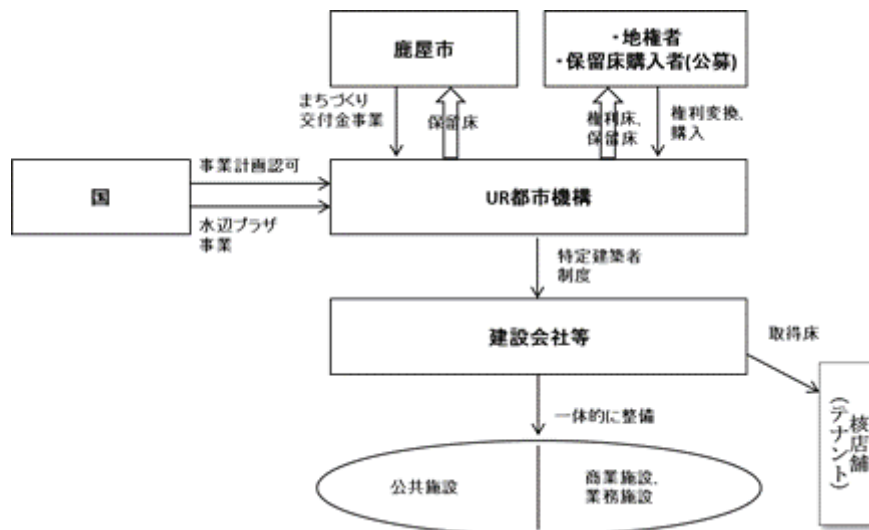 鹿屋市
・地権者
・保留床購入者(公募)
まちづくり
交付金事業
保留床
権利床、
保留床
権利変換、
購入
国
事業計画認可
水辺プラザ
事業
UR都市機構
特定建築者
制度
建設会社等
取得床
核店舗
(テナント)
一体的に整備
公共施設
商業施設、
業務施設